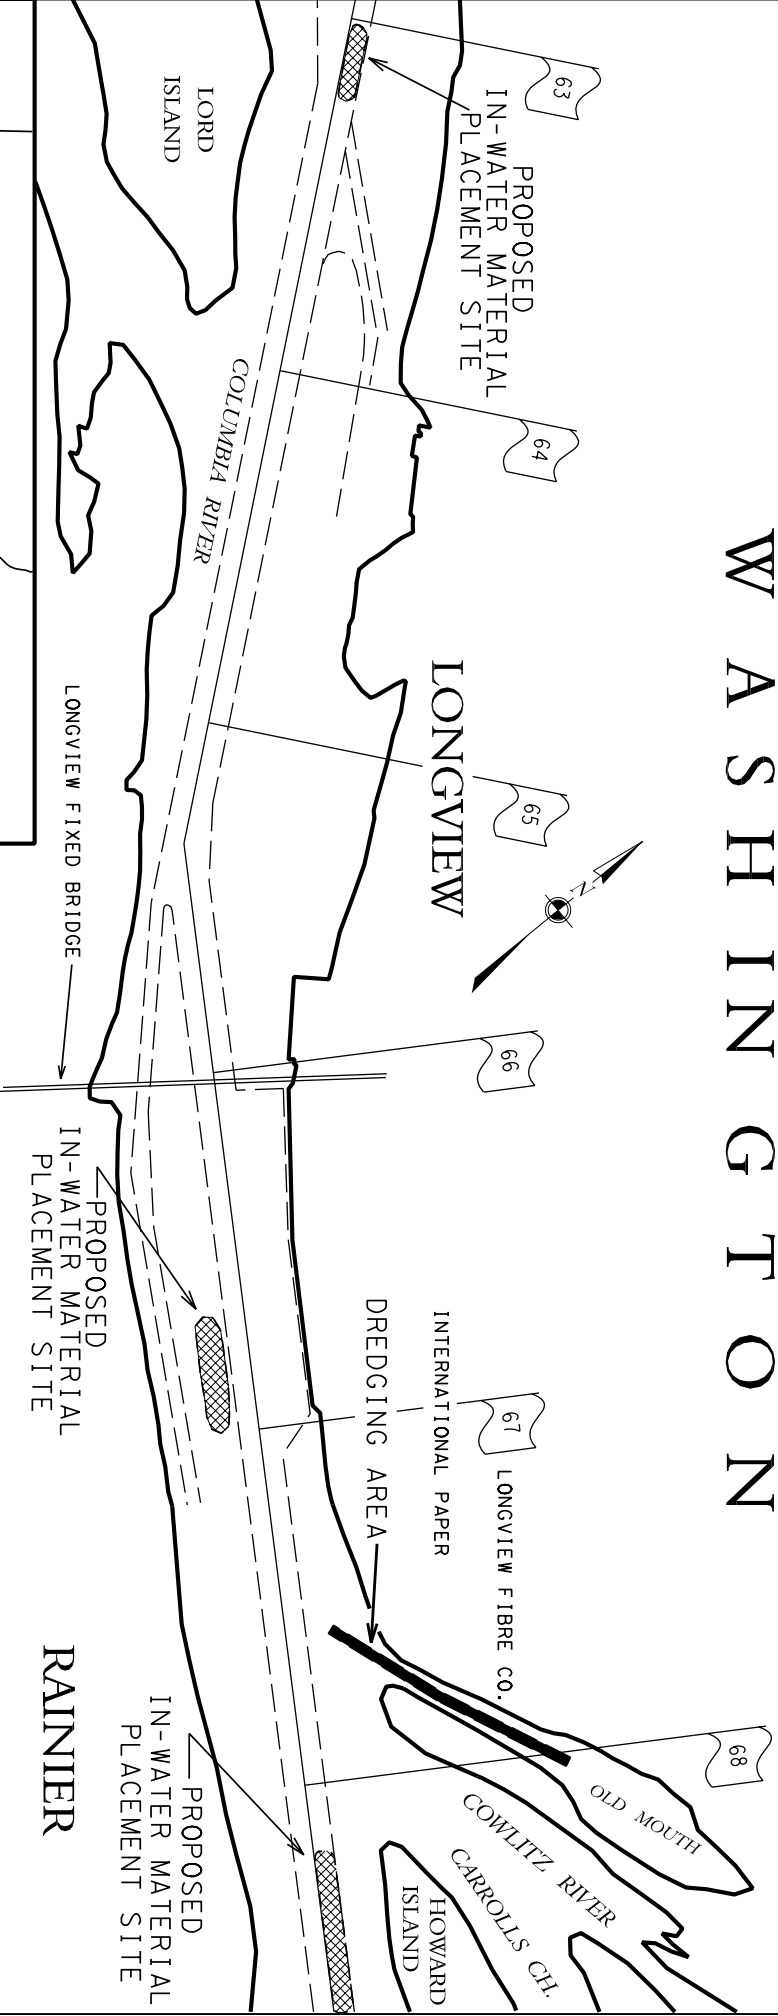 WASHINGTON
63
PROPOSED
IN-WATER MATERIAL
PLACEMENT SITE
LORD
ISLAND
64
COLUMBIA RIVER
LONGVIEW
65
N
LONGVIEW FIXED BRIDGE
66
PROPOSED
IN-WATER MATERIAL
PLACEMENT SITE
67
LONGVIEW FIBRE CO.
INTERNATIONAL PAPER
DREDGING AREA
68
OLD MOUTH
COWLITZ RIVER
CARROLLS CH.
HOWARD
ISLAND
PROPOSED
IN-WATER MATERIAL
PLACEMENT SITE
RAINIER